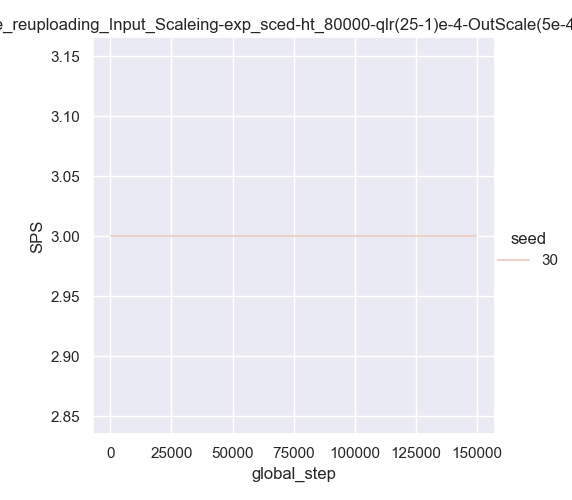 e_reuploading_Input_Scaleing-exp_sced-ht_80000-qlr(25-1)e-4-OutScale(5e-4
3.15
3.10
3.05
3.00
2.95
2.90
2.85
SPS
seed
30
0 25000 50000 75000 100000 125000 150000
global_step